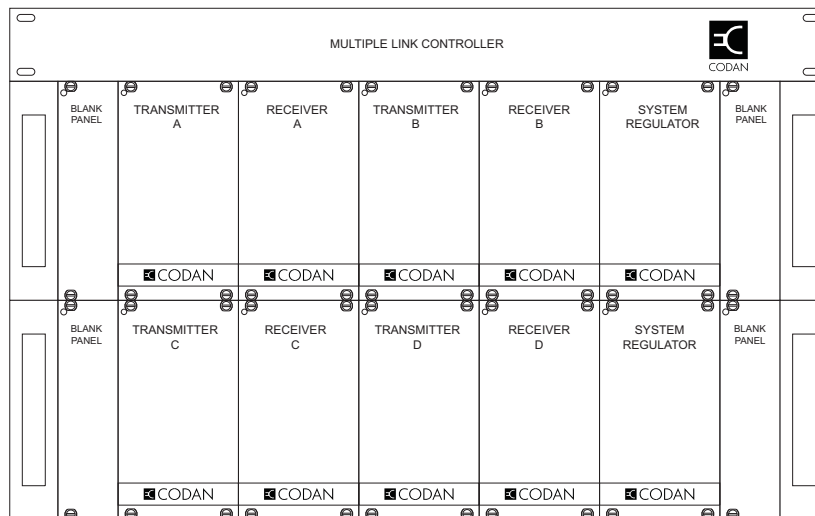 MULTIPLE LINK CONTROLLER
CODAN
BLANK
PANEL
TRANSMITTER
A
RECEIVER
A
TRANSMITTER
B
RECEIVER
B
SYSTEM
REGULATOR
BLANK
PANEL
CODAN
CODAN
CODAN
CODAN
CODAN
BLANK
PANEL
TRANSMITTER
C
RECEIVER
C
TRANSMITTER
D
RECEIVER
D
SYSTEM
REGULATOR
BLANK
PANEL
CODAN
CODAN
CODAN
CODAN
CODAN